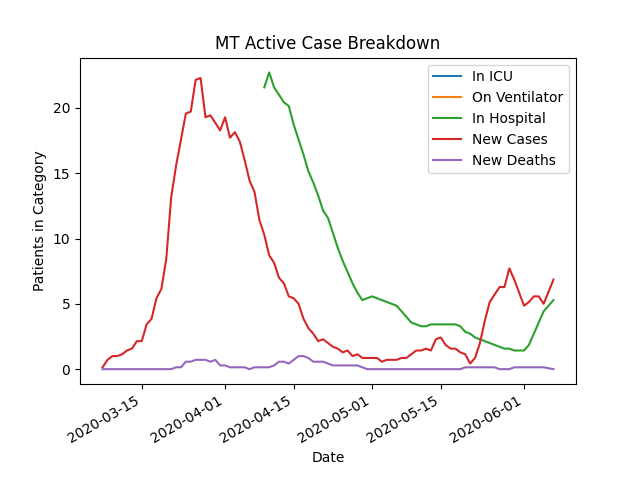 MT Active Case Breakdown
In ICU
On Ventilator
In Hospital
New Cases
New Deaths
Patients in Category
20
15
10
5
0
2020-03-15
2020-04-01
2020-04-15
2020-05-01
2020-05-15
2020-06-01
Date